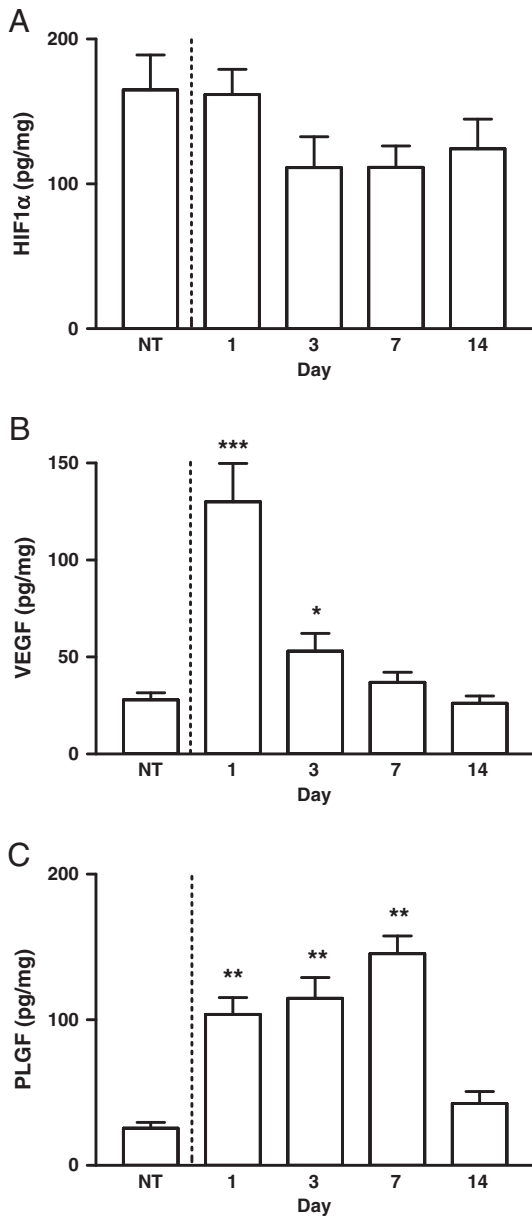 A
HIF1α (pg/mg)
200
100
0
NT 1 3 7 14
Day
B
VEGF (pg/mg)
***
150
100
*
50
0
NT 1 3 7 14
Day
C
PLGF (pg/mg)
200
**
**
**
100
0
NT 1 3 7 14
Day